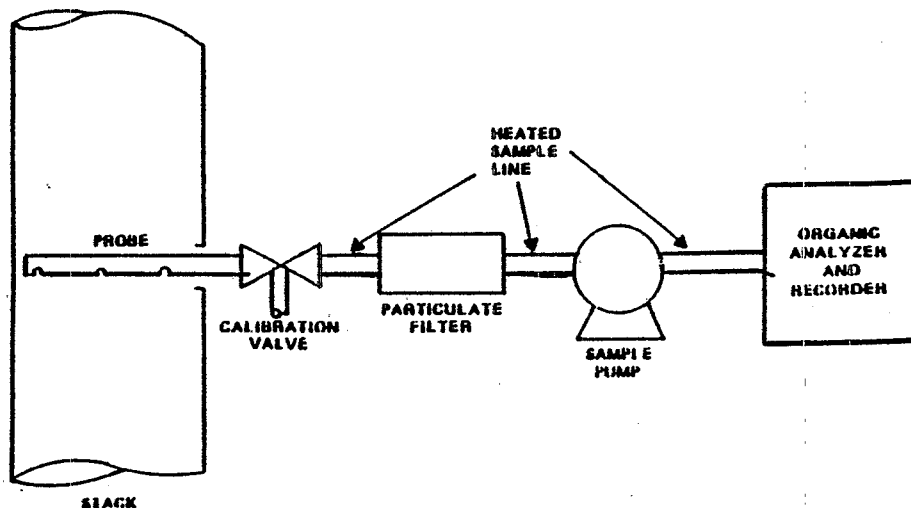 HEATED
SAMPLE
LINE
PROBE
ORGANIC
ANALYZER
AND
RECORDER
CALIBRATION
VALVE
PARTICULATE
FILTER
SAMPLE
PUMP
STACK